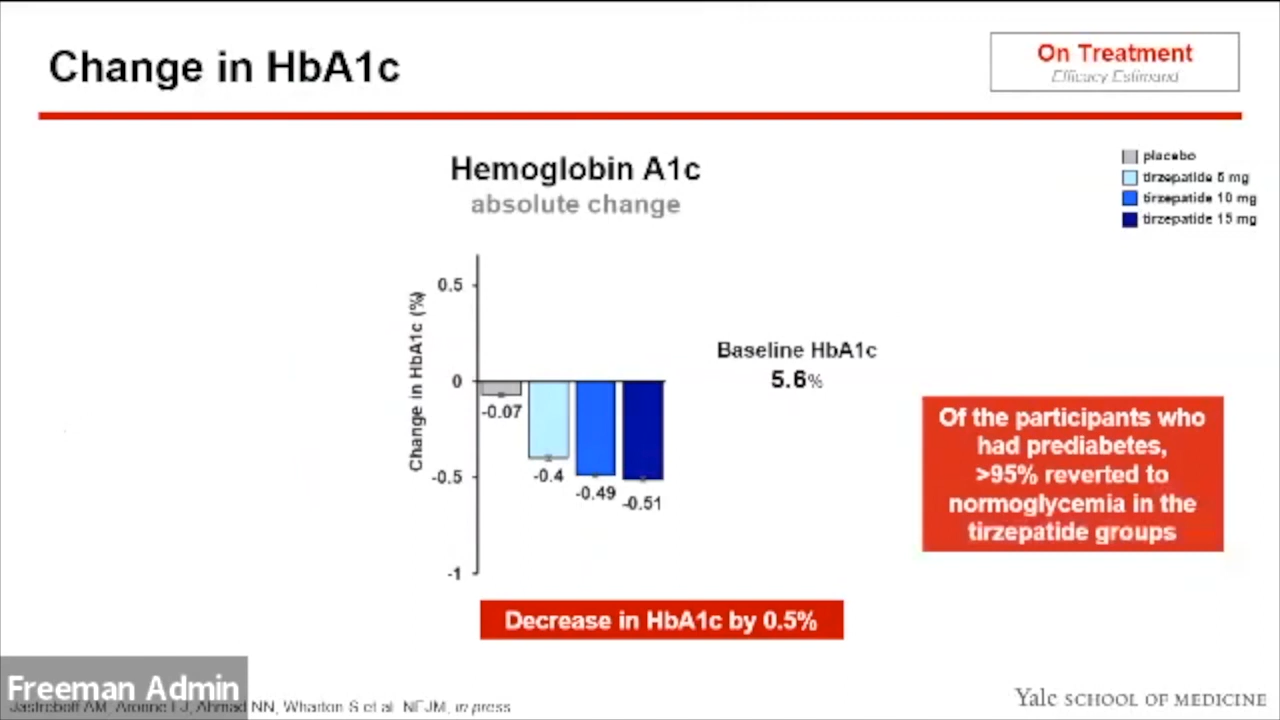 Change in HbA1c
On Treatment
Efficacy Estimand
Hemoglobin A1c
absolute change
placebo
tirzepatide 5 mg
tirzepatide 10 mg
tirzepatide 15 mg
Change in HbA1c (%)
0.5
0
-0.5
-1
-0.07
-0.4
-0.49
-0.51
Baseline HbA1c
5.6%
Of the participants who
had prediabetes,
>95% reverted to
normoglycemia in the
tirzepatide groups
Decrease in HbA1c by 0.5%
Freeman Admin
Jastreboff AM, Aronne LJ, Ahmad NN, Wharton S et al. NEJM, in press
Yale SCHOOL OF MEDICINE